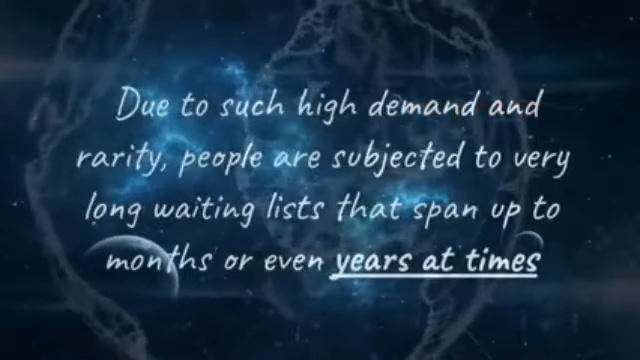 Due to such high demand and
rarity, people are subjected to very
long waiting lists that span up to
months or even years at times